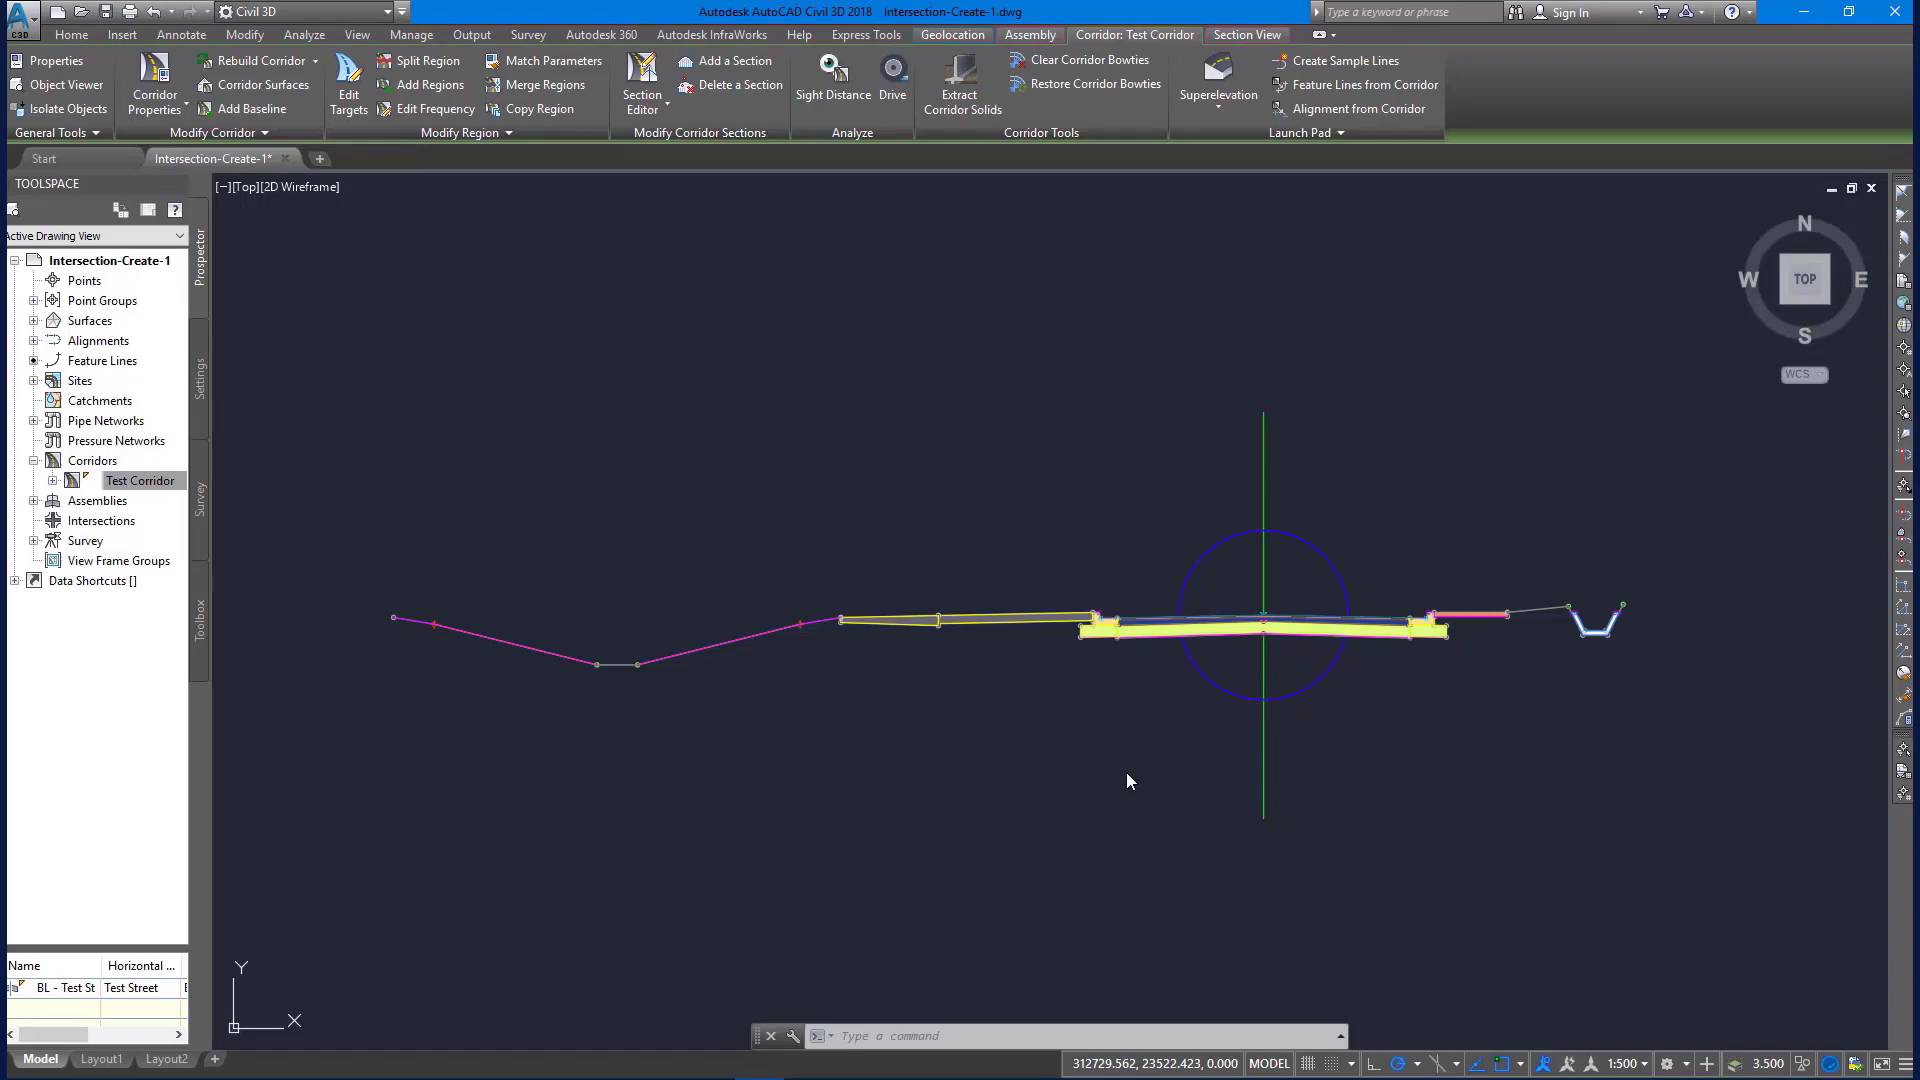 Civil 3D
Autodesk AutoCAD Civil 3D 2018 Intersection-Create-1.dwg
Type a keyword or phrase
Sign In
C3D
Home Insert Annotate Modify Analyze View Manage Output Survey Autodesk 360 Autodesk InfraWorks Help Express Tools Geolocation Assembly Corridor: Test Corridor Section View
Properties
Object Viewer
Isolate Objects
General Tools
Corridor
Properties
Rebuild Corridor
Corridor Surfaces
Add Baseline
Modify Corridor
Edit
Targets
Split Region
Add Regions
Edit Frequency
Match Parameters
Merge Regions
Copy Region
Modify Region
Section
Editor
Add a Section
Delete a Section
Modify Corridor Sections
Sight Distance
Drive
Analyze
Extract
Corridor Solids
Clear Corridor Bowties
Restore Corridor Bowties
Corridor Tools
Superelevation
Create Sample Lines
Feature Lines from Corridor
Alignment from Corridor
Launch Pad
Start
Intersection-Create-1*
TOOLSPACE
Active Drawing View
Intersection-Create-1
Points
Point Groups
Surfaces
Alignments
Feature Lines
Sites
Catchments
Pipe Networks
Pressure Networks
Corridors
Test Corridor
Assemblies
Intersections
Survey
View Frame Groups
Data Shortcuts []
Prospector
Settings
Survey
Toolbox
Name Horizontal ...
BL - Test St Test Street
[−][Top][2D Wireframe]
N
W TOP E
S
WCS
Y
X
Type a command
Model Layout1 Layout2
312729.562, 23522.423, 0.000 MODEL 1:500 3.500